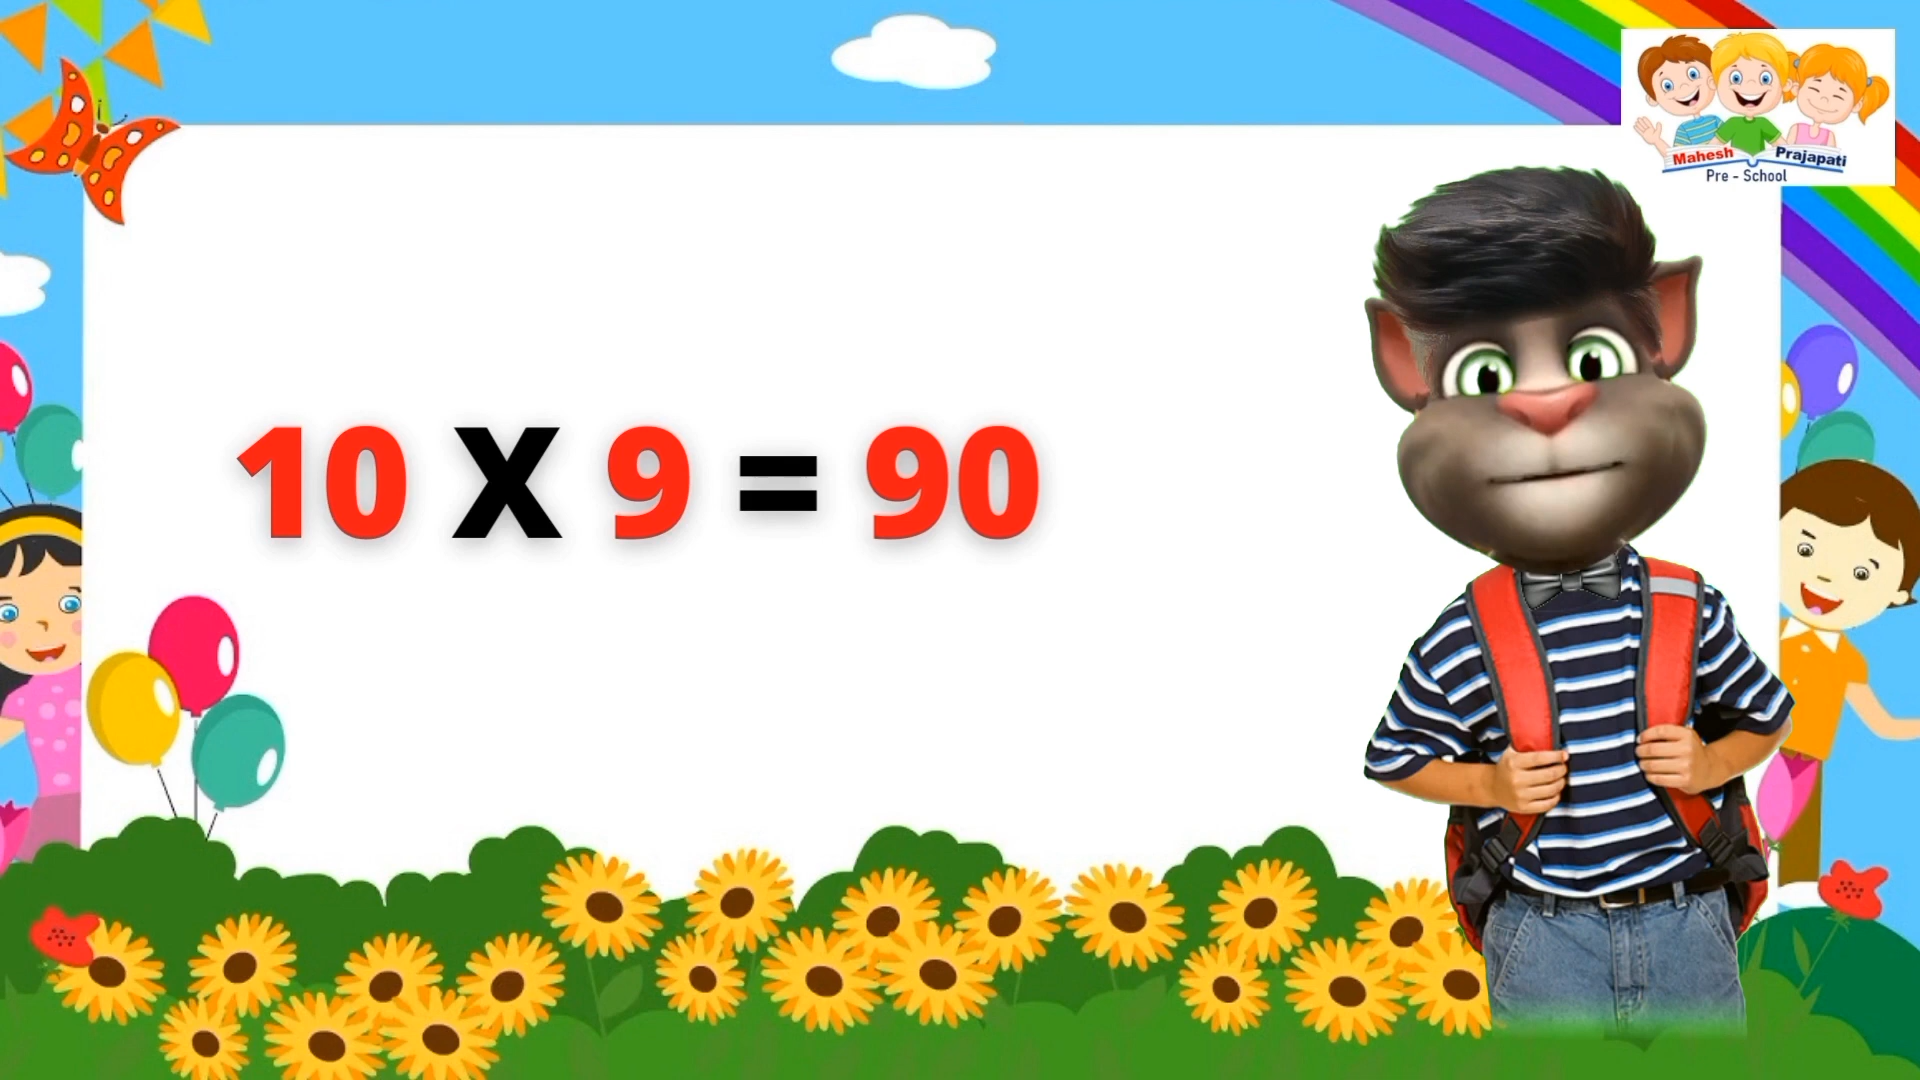 Mahesh Prajapati
Pre - School
10 X 9 = 90